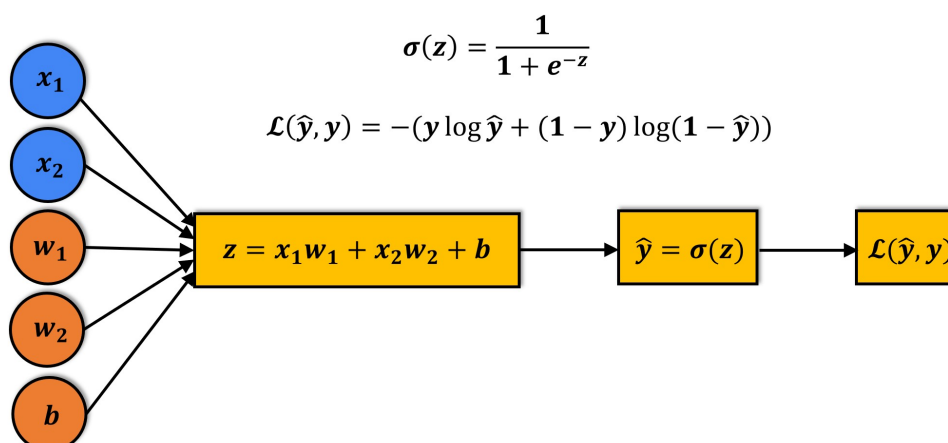 σ(z) = 1 / (1 + e^{-z})
ℒ(ŷ, y) = −(y log ŷ + (1 − y) log(1 − ŷ))
x₁
x₂
w₁
w₂
b
z = x₁w₁ + x₂w₂ + b
ŷ = σ(z)
ℒ(ŷ, y)